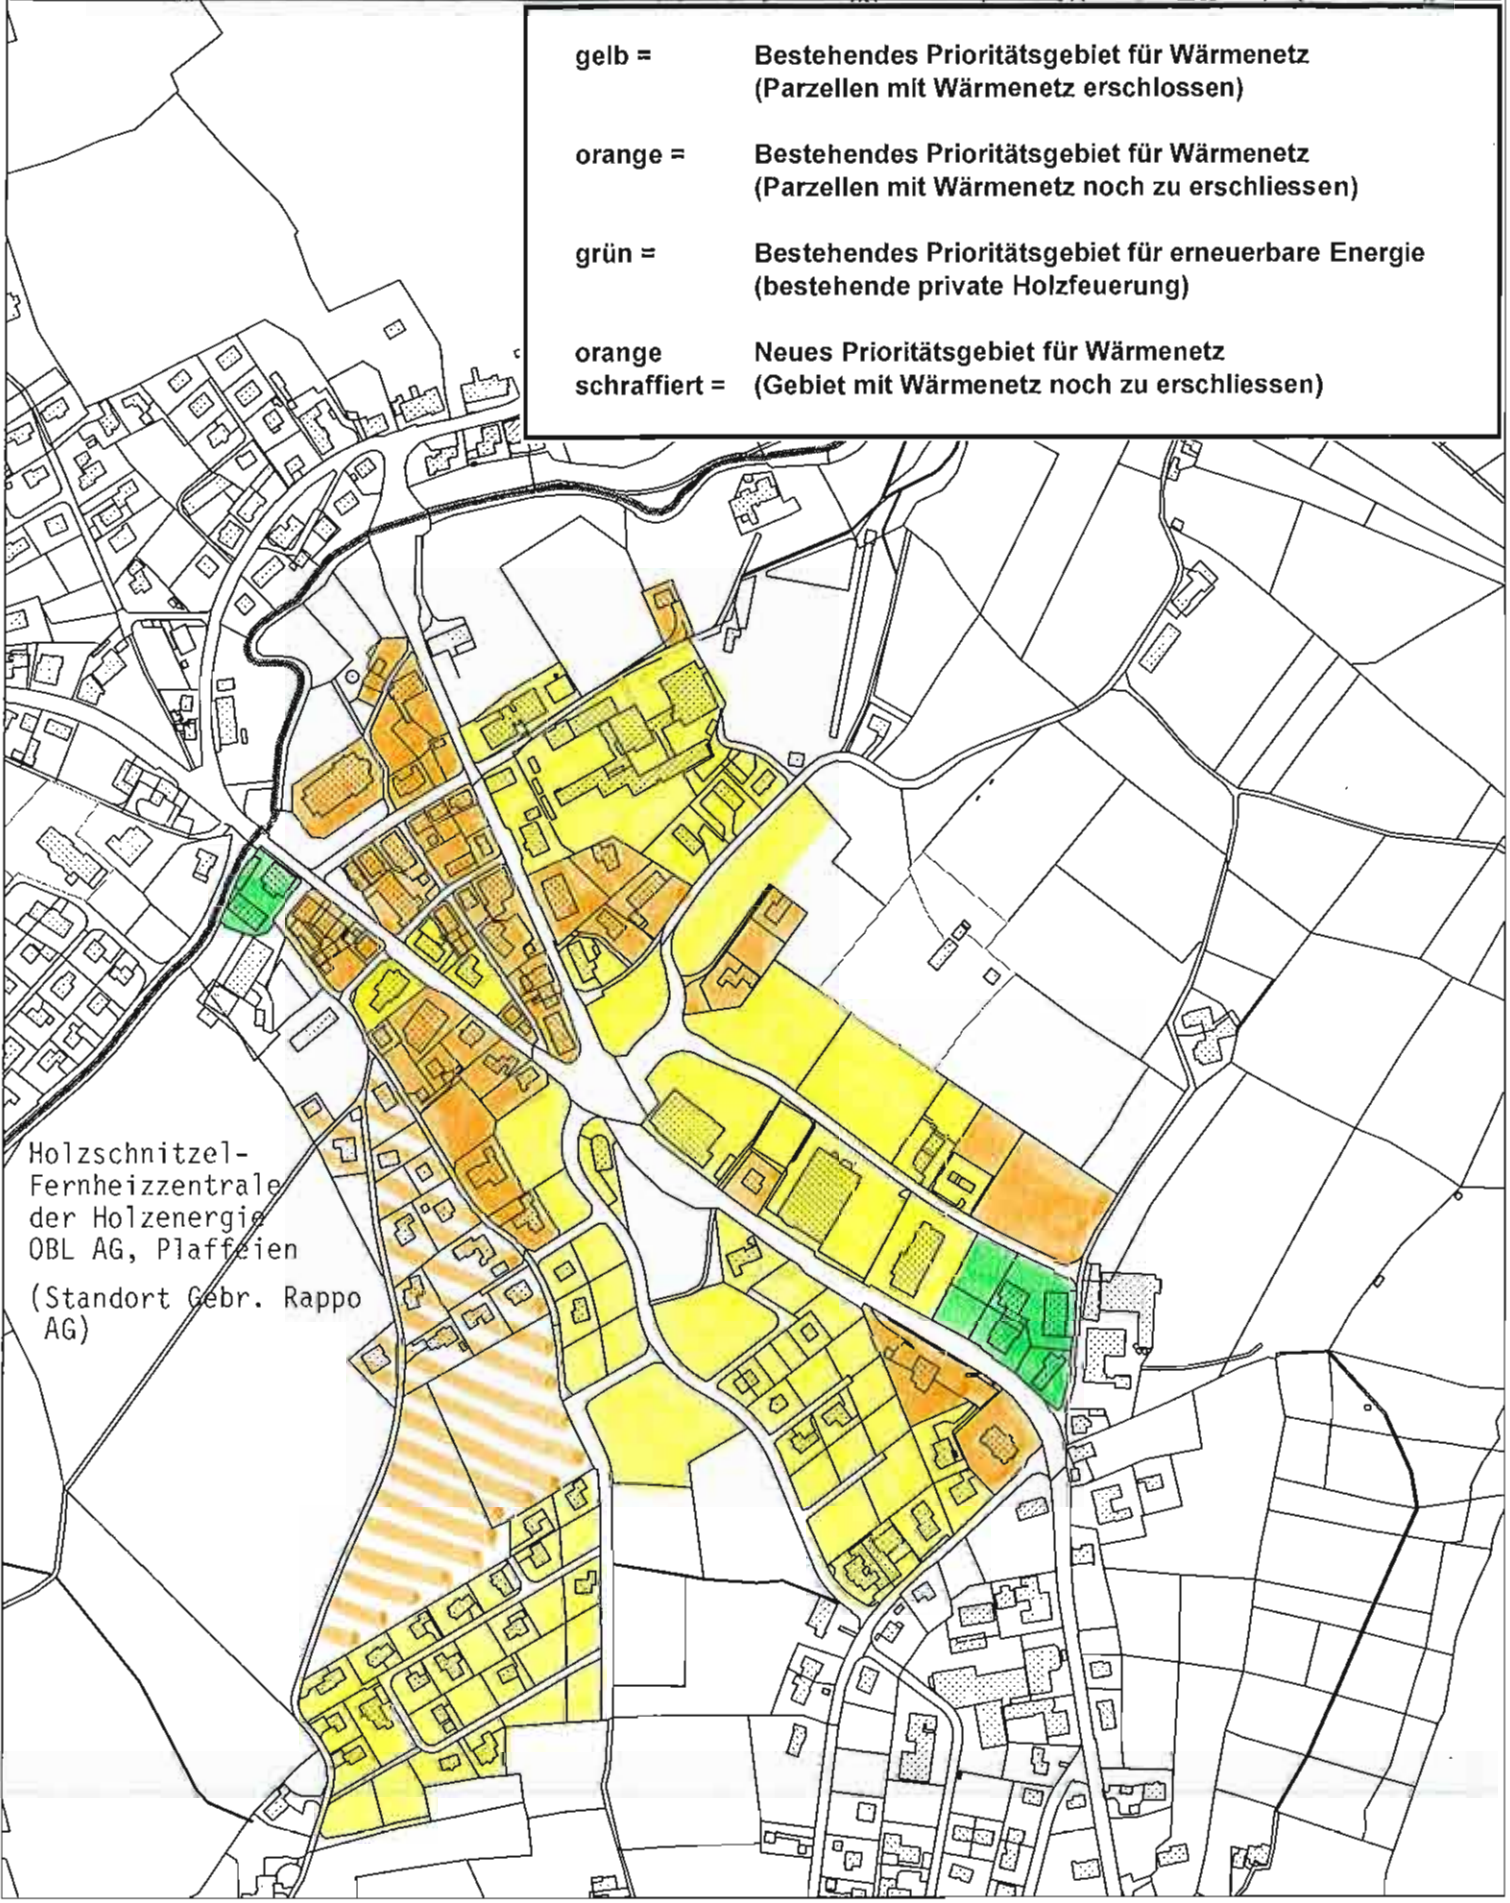 gelb = Bestehendes Prioritätsgebiet für Wärmenetz
(Parzellen mit Wärmenetz erschlossen)
orange = Bestehendes Prioritätsgebiet für Wärmenetz
(Parzellen mit Wärmenetz noch zu erschliessen)
grün = Bestehendes Prioritätsgebiet für erneuerbare Energie
(bestehende private Holzfeuerung)
orange Neues Prioritätsgebiet für Wärmenetz
schraffiert = (Gebiet mit Wärmenetz noch zu erschliessen)
Holzschnitzel-
Fernheizzentrale
der Holzenergie
OBL AG, Plaffeien
(Standort Gebr. Rappo
AG)